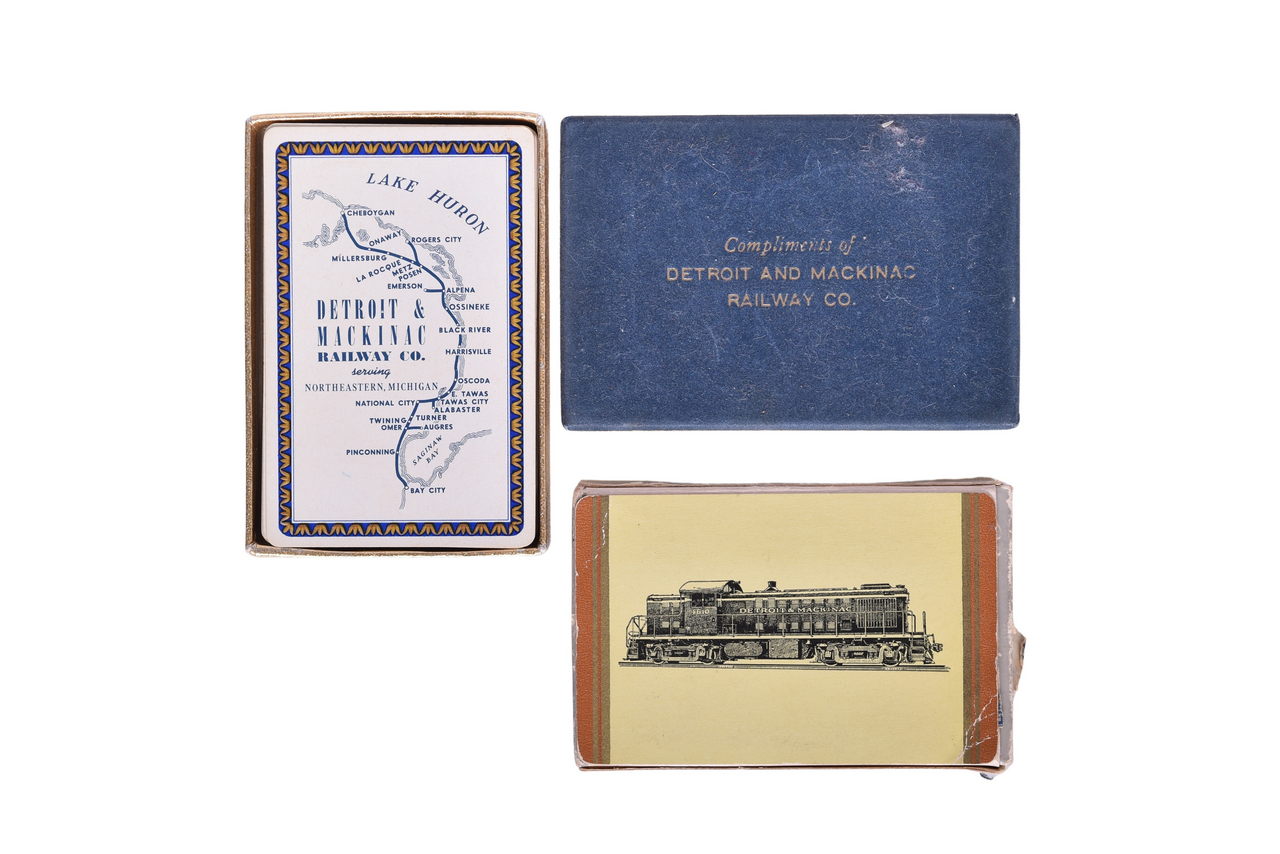 LAKE HURON
CHEBOYGAN
ONAWAY
ROGERS CITY
MILLERSBURG
LA ROCQUE
METZ
POSEN
EMERSON
ALPENA
OSSINEKE
DETROIT &
MACKINAC
RAILWAY CO.
serving
NORTHEASTERN, MICHIGAN
BLACK RIVER
HARRISVILLE
OSCODA
E. TAWAS
NATIONAL CITY
TAWAS CITY
ALABASTER
TWINING
TURNER
OMER
AUGRES
PINCONNING
SAGINAW
BAY
BAY CITY
Compliments of
DETROIT AND MACKINAC
RAILWAY CO.
DETROIT & MACKINAC